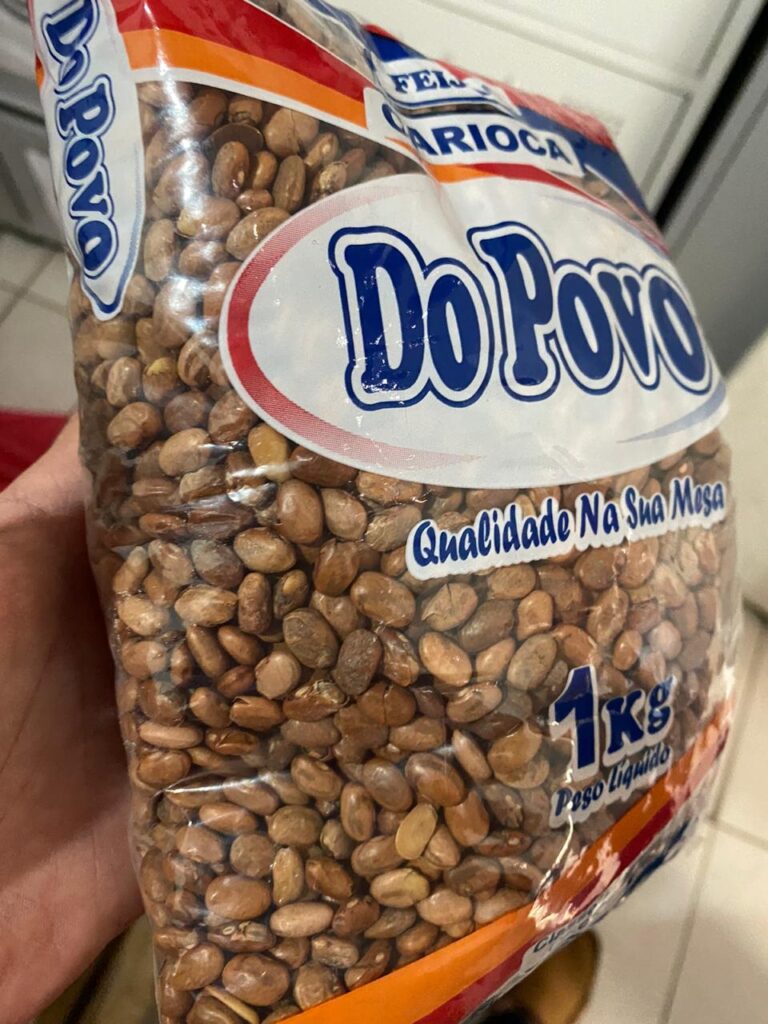 Do Povo
CARIOCA
Do Povo
Qualidade Na Sua Mesa
1Kg
Peso Líquido